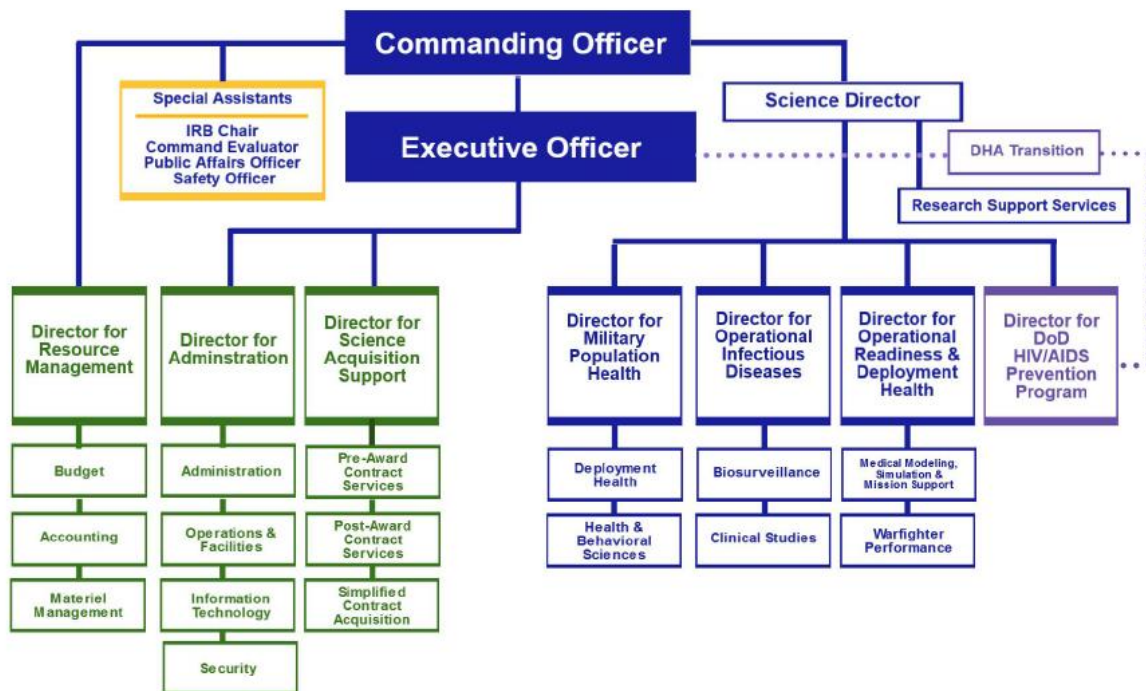 Commanding Officer
Special Assistants
IRB Chair
Command Evaluator
Public Affairs Officer
Safety Officer
Executive Officer
Science Director
DHA Transition
Research Support Services
Director for
Resource
Management
Director for
Adminstration
Director for
Science
Acquisition
Support
Director for
Military
Population
Health
Director for
Operational
Infectious
Diseases
Director for
Operational
Readiness &
Deployment
Health
Director for
DoD
HIV/AIDS
Prevention
Program
Budget
Accounting
Materiel
Management
Administration
Operations &
Facilities
Information
Technology
Security
Pre-Award
Contract
Services
Post-Award
Contract
Services
Simplified
Contract
Acquisition
Deployment
Health
Health &
Behavioral
Sciences
Biosurveillance
Clinical Studies
Medical Modeling,
Simulation &
Mission Support
Warfighter
Performance